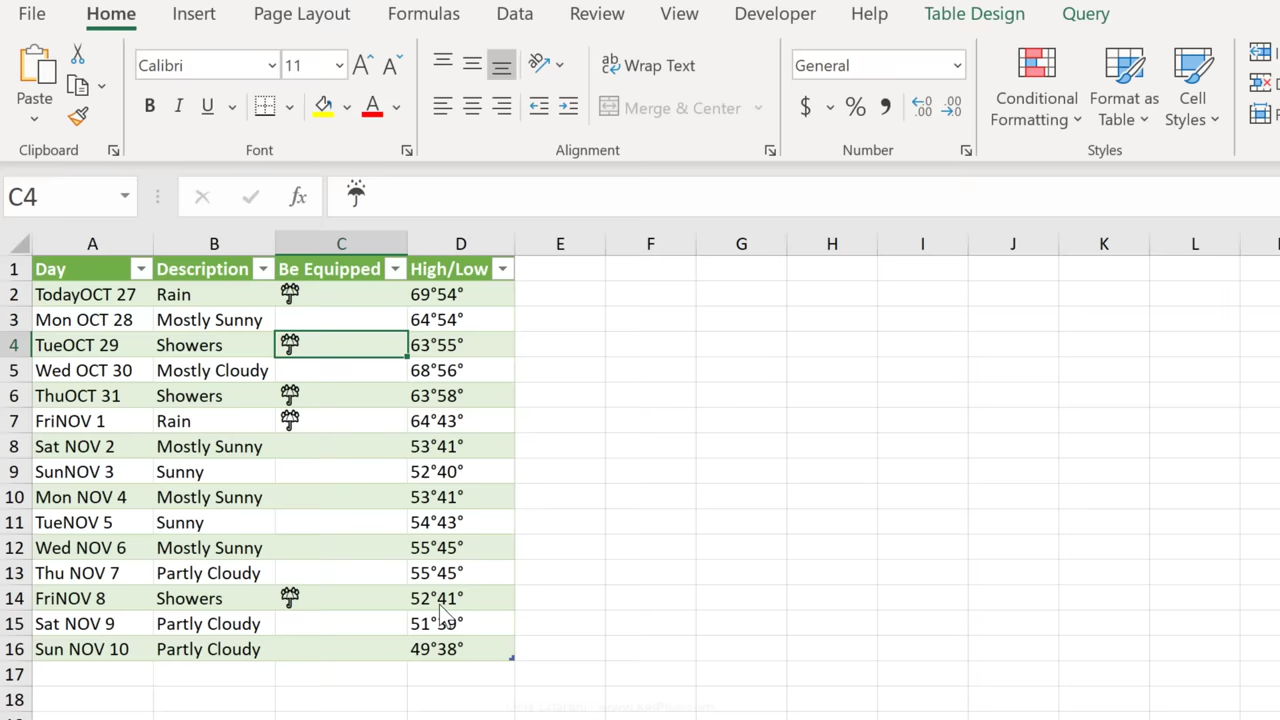 File Home Insert Page Layout Formulas Data Review View Developer Help Table Design Query
Calibri 11 A^ A˅ ab Wrap Text General
Paste B I U A Merge & Center $ % , Conditional Formatting Format as Table Cell Styles
Clipboard Font Alignment Number Styles
C4 fx ☔
A B C D E F G H I J K L
1 Day Description Be Equipped High/Low
2 TodayOCT 27 Rain ☔ 69°54°
3 Mon OCT 28 Mostly Sunny 64°54°
4 TueOCT 29 Showers ☔ 63°55°
5 Wed OCT 30 Mostly Cloudy 68°56°
6 ThuOCT 31 Showers ☔ 63°58°
7 FriNOV 1 Rain ☔ 64°43°
8 Sat NOV 2 Mostly Sunny 53°41°
9 SunNOV 3 Sunny 52°40°
10 Mon NOV 4 Mostly Sunny 53°41°
11 TueNOV 5 Sunny 54°43°
12 Wed NOV 6 Mostly Sunny 55°45°
13 Thu NOV 7 Partly Cloudy 55°45°
14 FriNOV 8 Showers ☔ 52°41°
15 Sat NOV 9 Partly Cloudy 51°39°
16 Sun NOV 10 Partly Cloudy 49°38°
17
18